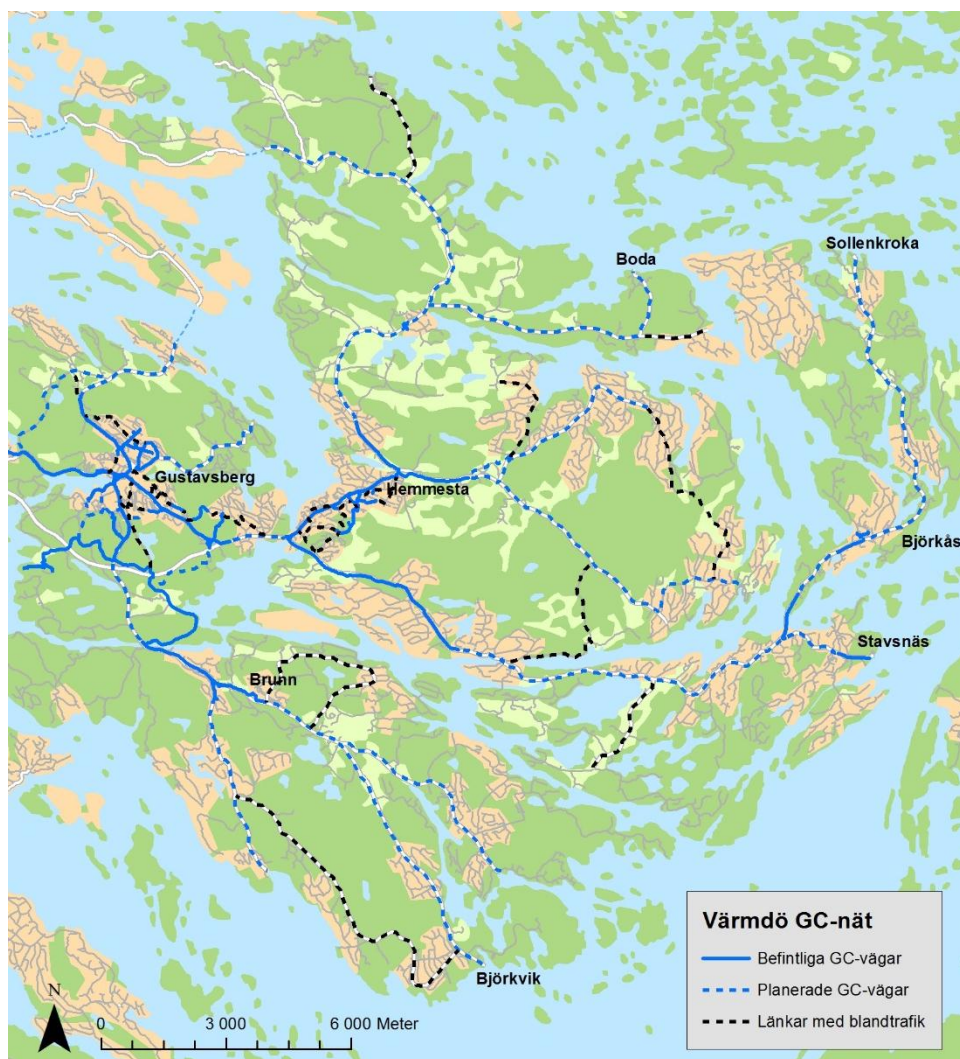 Boda
Sollenkroka
Gustavsberg
Hemmesta
Björkås
Stavsnäs
Brunn
Björkvik
Värmdö GC-nät
Befintliga GC-vägar
Planerade GC-vägar
Länkar med blandtrafik
N
0 3 000 6 000 Meter